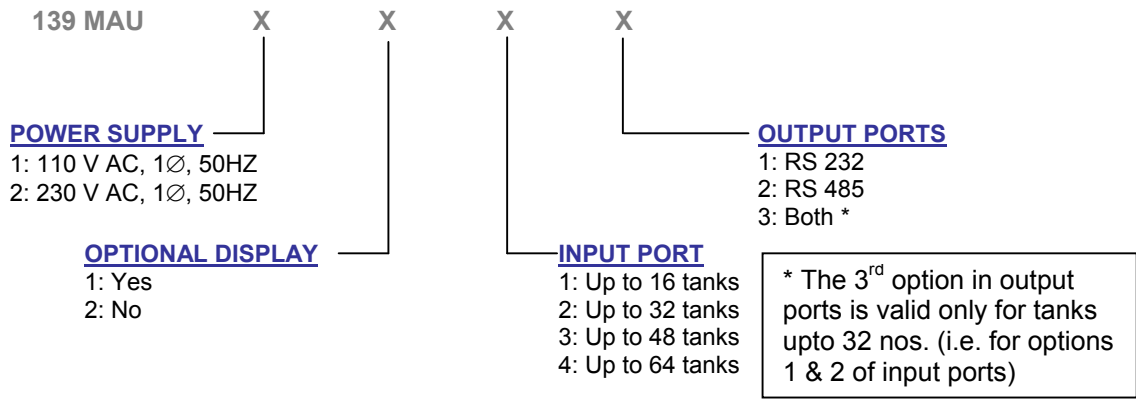 139 MAU X X X X
POWER SUPPLY
1: 110 V AC, 1∅, 50HZ
2: 230 V AC, 1∅, 50HZ
OPTIONAL DISPLAY
1: Yes
2: No
INPUT PORT
1: Up to 16 tanks
2: Up to 32 tanks
3: Up to 48 tanks
4: Up to 64 tanks
OUTPUT PORTS
1: RS 232
2: RS 485
3: Both *
* The 3rd option in output
ports is valid only for tanks
upto 32 nos. (i.e. for options
1 & 2 of input ports)